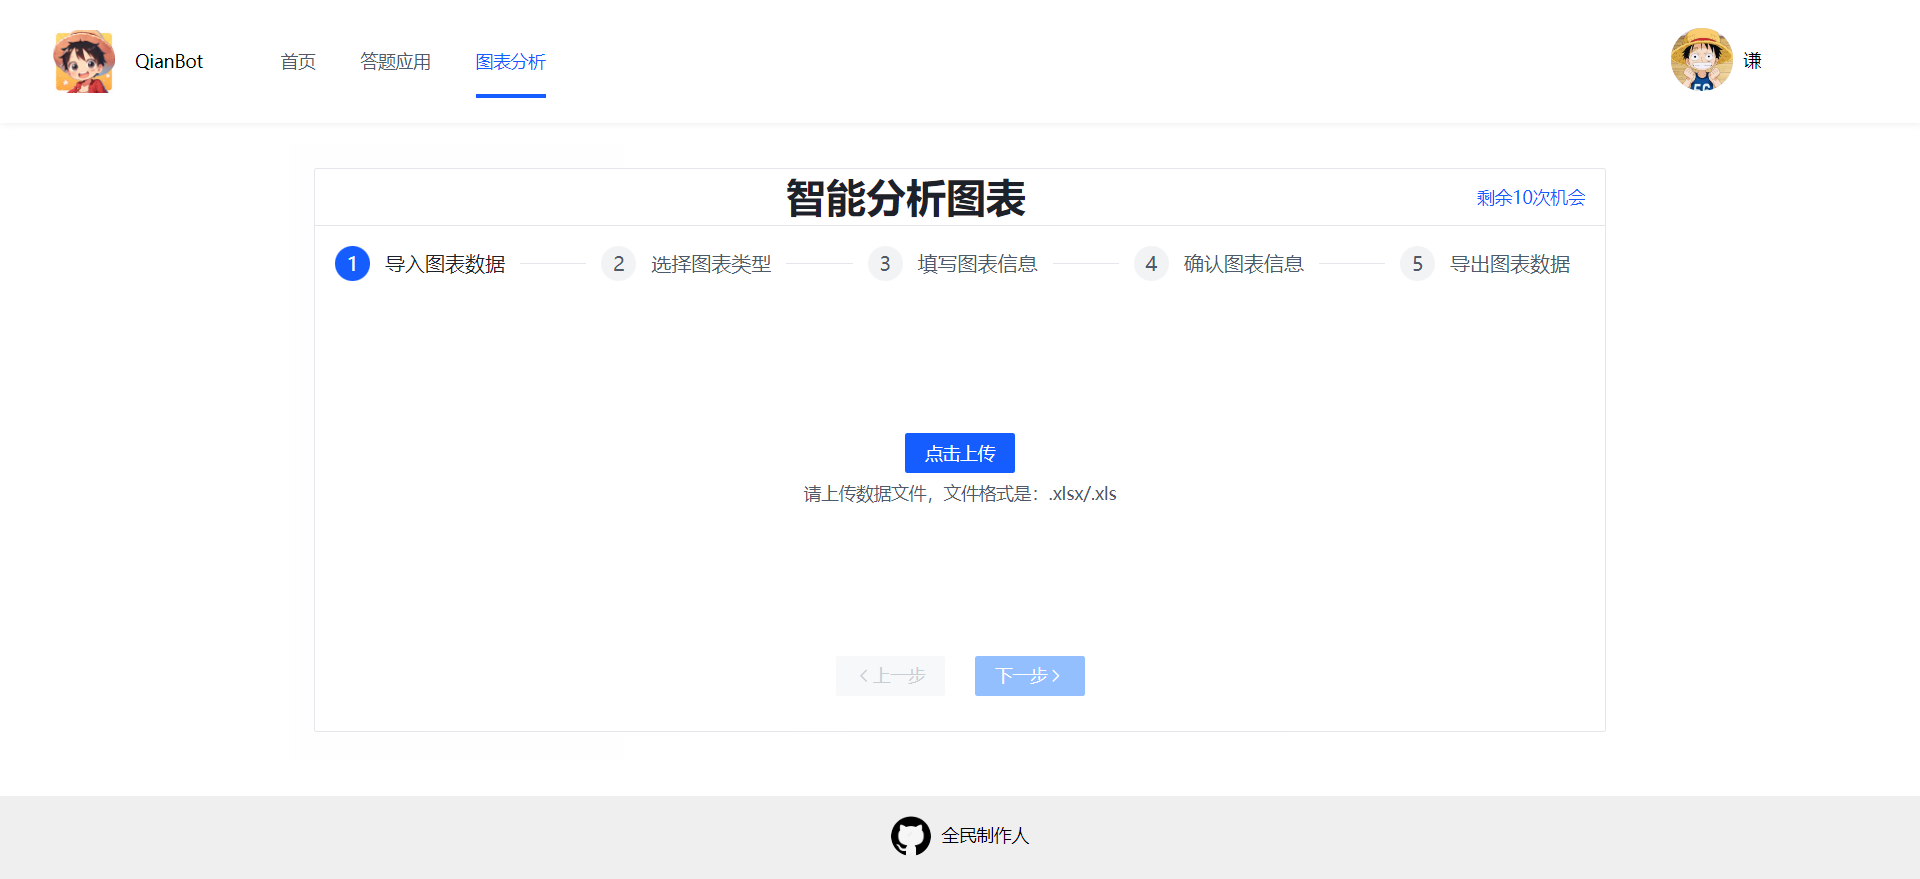 QianBot
首页
答题应用
图表分析
谦
智能分析图表
剩余10次机会
1 导入图表数据
2 选择图表类型
3 填写图表信息
4 确认图表信息
5 导出图表数据
点击上传
请上传数据文件，文件格式是：.xlsx/.xls
上一步
下一步
全民制作人